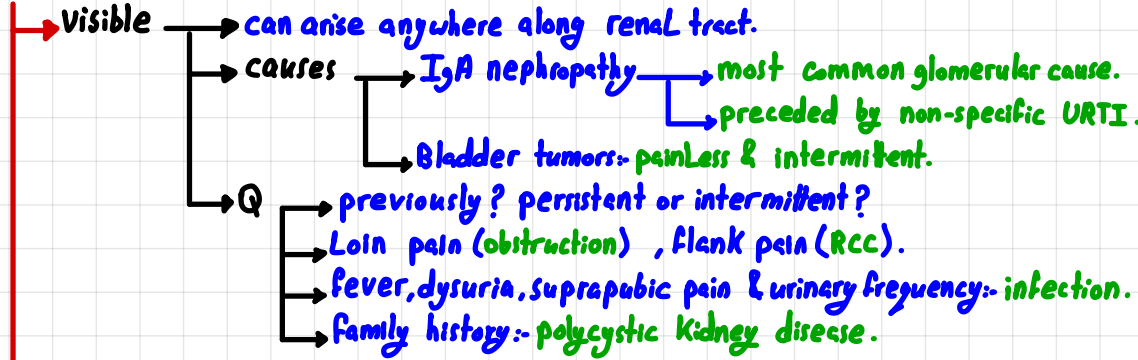 visible can arise anywhere along renal tract.
causes IgA nephropathy most common glomerular cause.
preceded by non-specific URTI.
Bladder tumors:- painless & intermittent.
Q previously? persistent or intermittent?
Loin pain (obstruction), flank pain (RCC).
fever, dysuria, suprapubic pain & urinary frequency:- infection.
family history:- polycystic kidney disease.